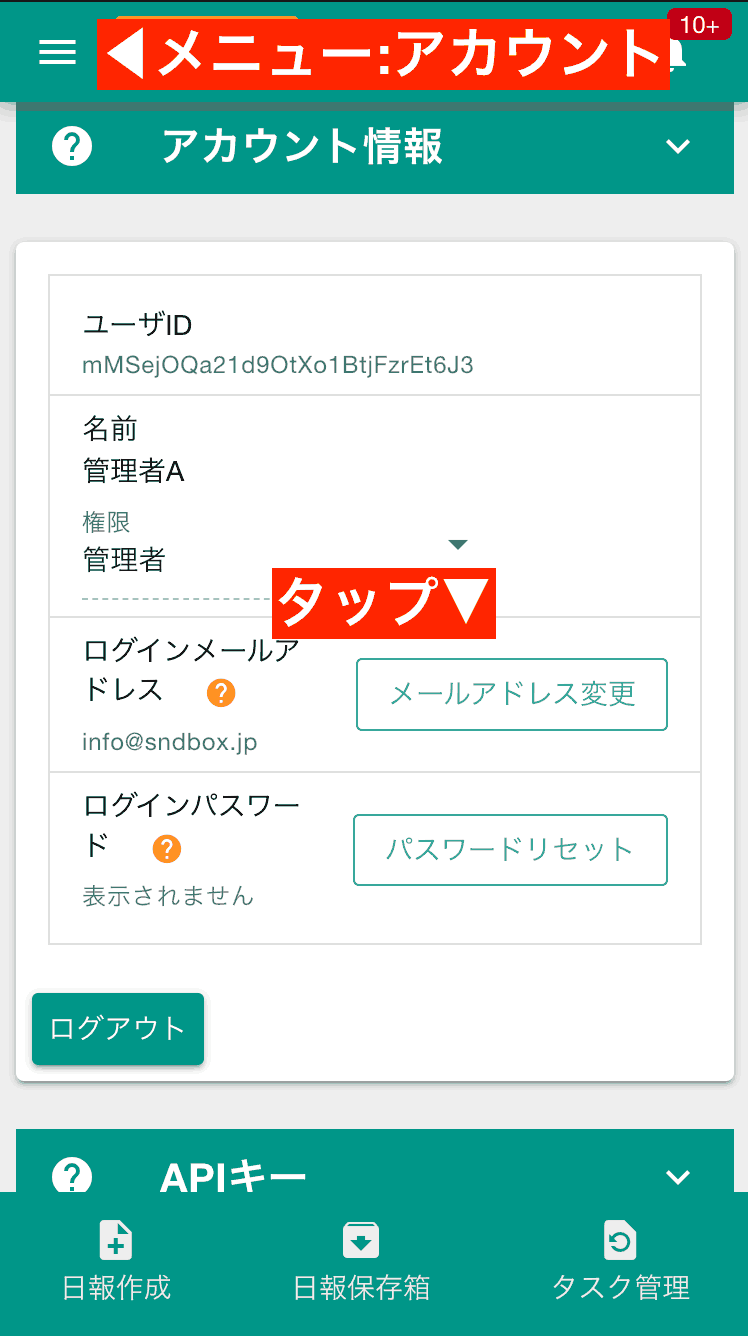 ◀メニュー:アカウント
10+
アカウント情報
ユーザID
mMSejOQa21d9OtXo1BtjFzrEt6J3
名前
管理者A
権限
管理者
タップ▼
ログインメールア
ドレス
メールアドレス変更
info@sndbox.jp
ログインパスワー
ド
パスワードリセット
表示されません
ログアウト
APIキー
日報作成
日報保存箱
タスク管理